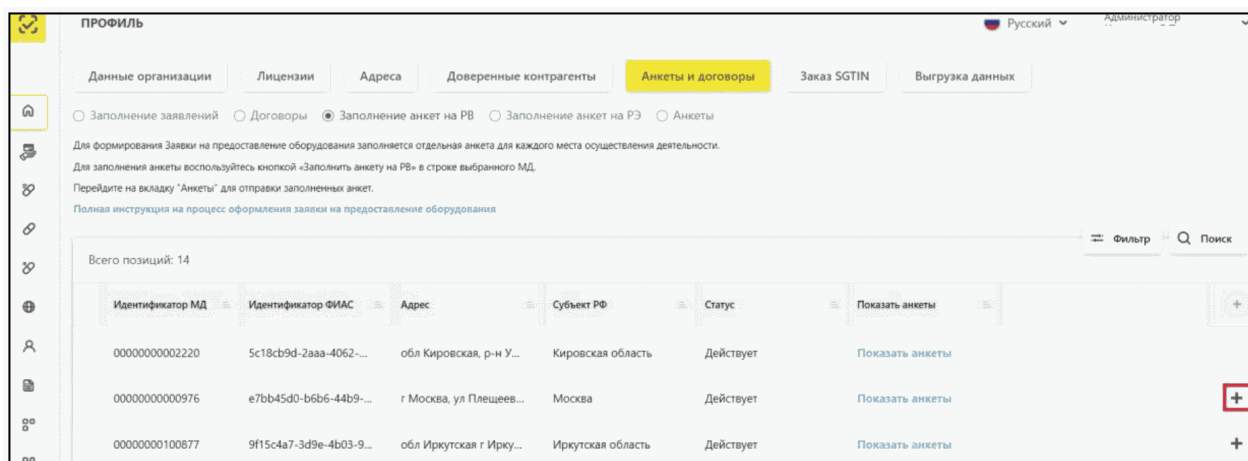 ПРОФИЛЬ
Русский
Администратор
Данные организации
Лицензии
Адреса
Доверенные контрагенты
Анкеты и договоры
Заказ SGTIN
Выгрузка данных
Заполнение заявлений
Договоры
Заполнение анкет на РВ
Заполнение анкет на РЭ
Анкеты
Для формирования Заявки на предоставление оборудования заполняется отдельная анкета для каждого места осуществления деятельности.
Для заполнения анкеты воспользуйтесь кнопкой «Заполнить анкету на РВ» в строке выбранного МД.
Перейдите на вкладку "Анкеты" для отправки заполненных анкет.
Полная инструкция на процесс оформления заявки на предоставление оборудования
Фильтр
Поиск
Всего позиций: 14
Идентификатор МД Идентификатор ФИАС Адрес Субъект РФ Статус Показать анкеты
00000000002220 5c18cb9d-2aaa-4062-... обл Кировская, р-н У... Кировская область Действует Показать анкеты
00000000000976 e7bb45d0-b6b6-44b9-... г Москва, ул Плещеев... Москва Действует Показать анкеты
00000000100877 9f15c4a7-3d9e-4b03-9... обл Иркутская г Ирку... Иркутская область Действует Показать анкеты